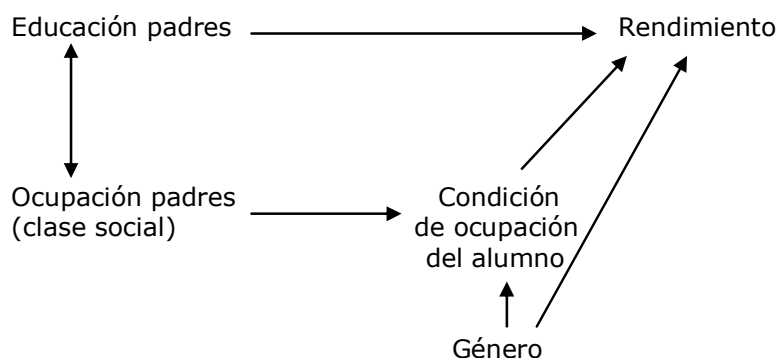 Educación padres
Rendimiento
Ocupación padres
(clase social)
Condición
de ocupación
del alumno
Género